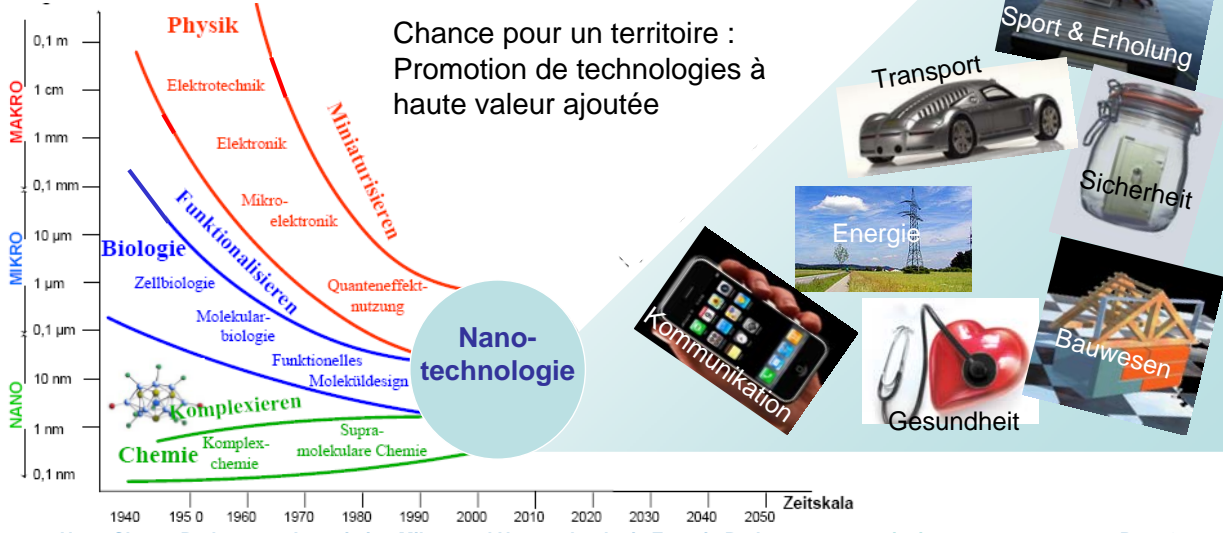 Chance pour un territoire :
Promotion de technologies à
haute valeur ajoutée
MAKRO
MIKRO
NANO
0,1 m
1 cm
1 mm
0,1 mm
10 µm
1 µm
0,1 µm
10 nm
1 nm
0,1 nm
Physik
Elektrotechnik
Elektronik
Mikro-
elektronik
Quanteneffekt-
nutzung
Miniaturisieren
Funktionalisieren
Biologie
Zellbiologie
Molekular-
biologie
Funktionelles
Moleküldesign
Komplexieren
Chemie
Komplex-
chemie
Supra-
molekulare Chemie
Nano-
technologie
Sport & Erholung
Transport
Sicherheit
Energie
Kommunikation
Gesundheit
Bauwesen
1940 195 0 1960 1970 1980 1990 2000 2010 2020 2030 2040 2050
Zeitskala